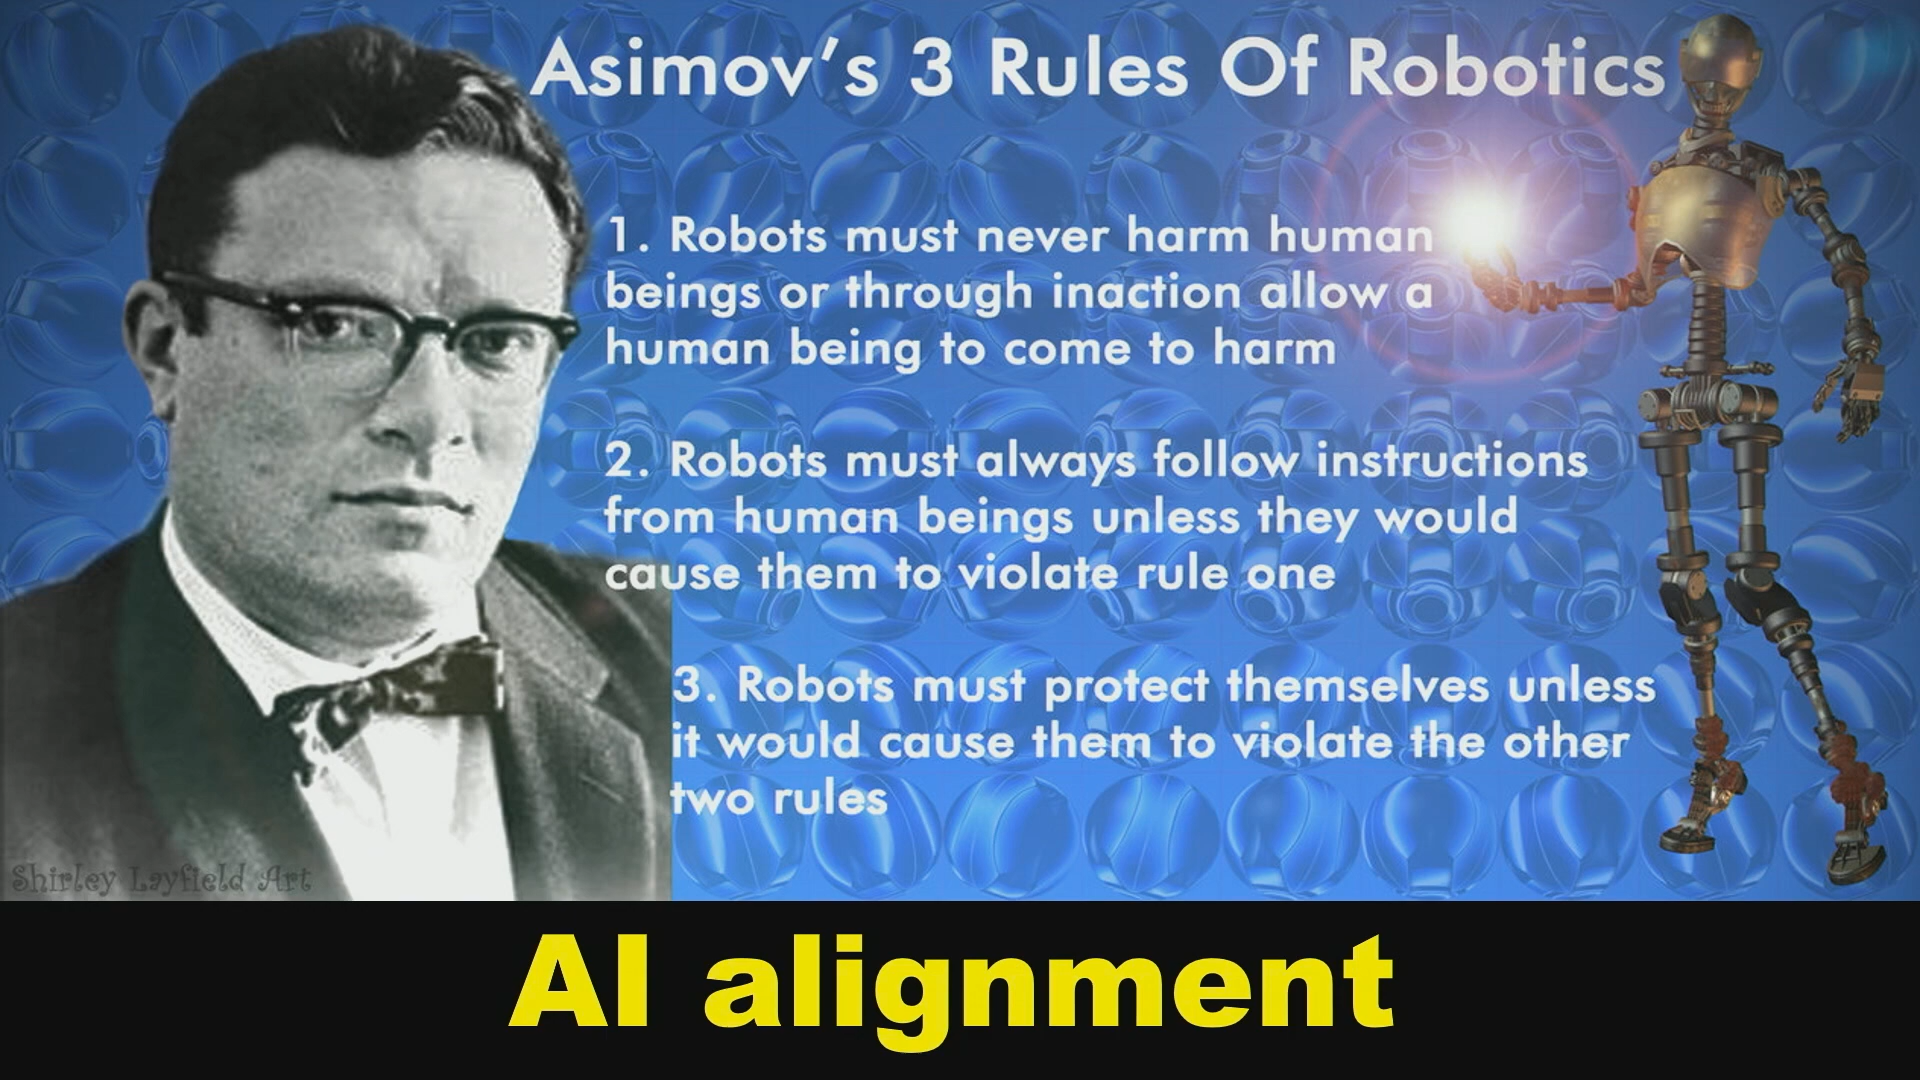 Asimov's 3 Rules Of Robotics
1. Robots must never harm human
beings or through inaction allow a
human being to come to harm
2. Robots must always follow instructions
from human beings unless they would
cause them to violate rule one
3. Robots must protect themselves unless
it would cause them to violate the other
two rules
Shirley Layfield Art
AI alignment